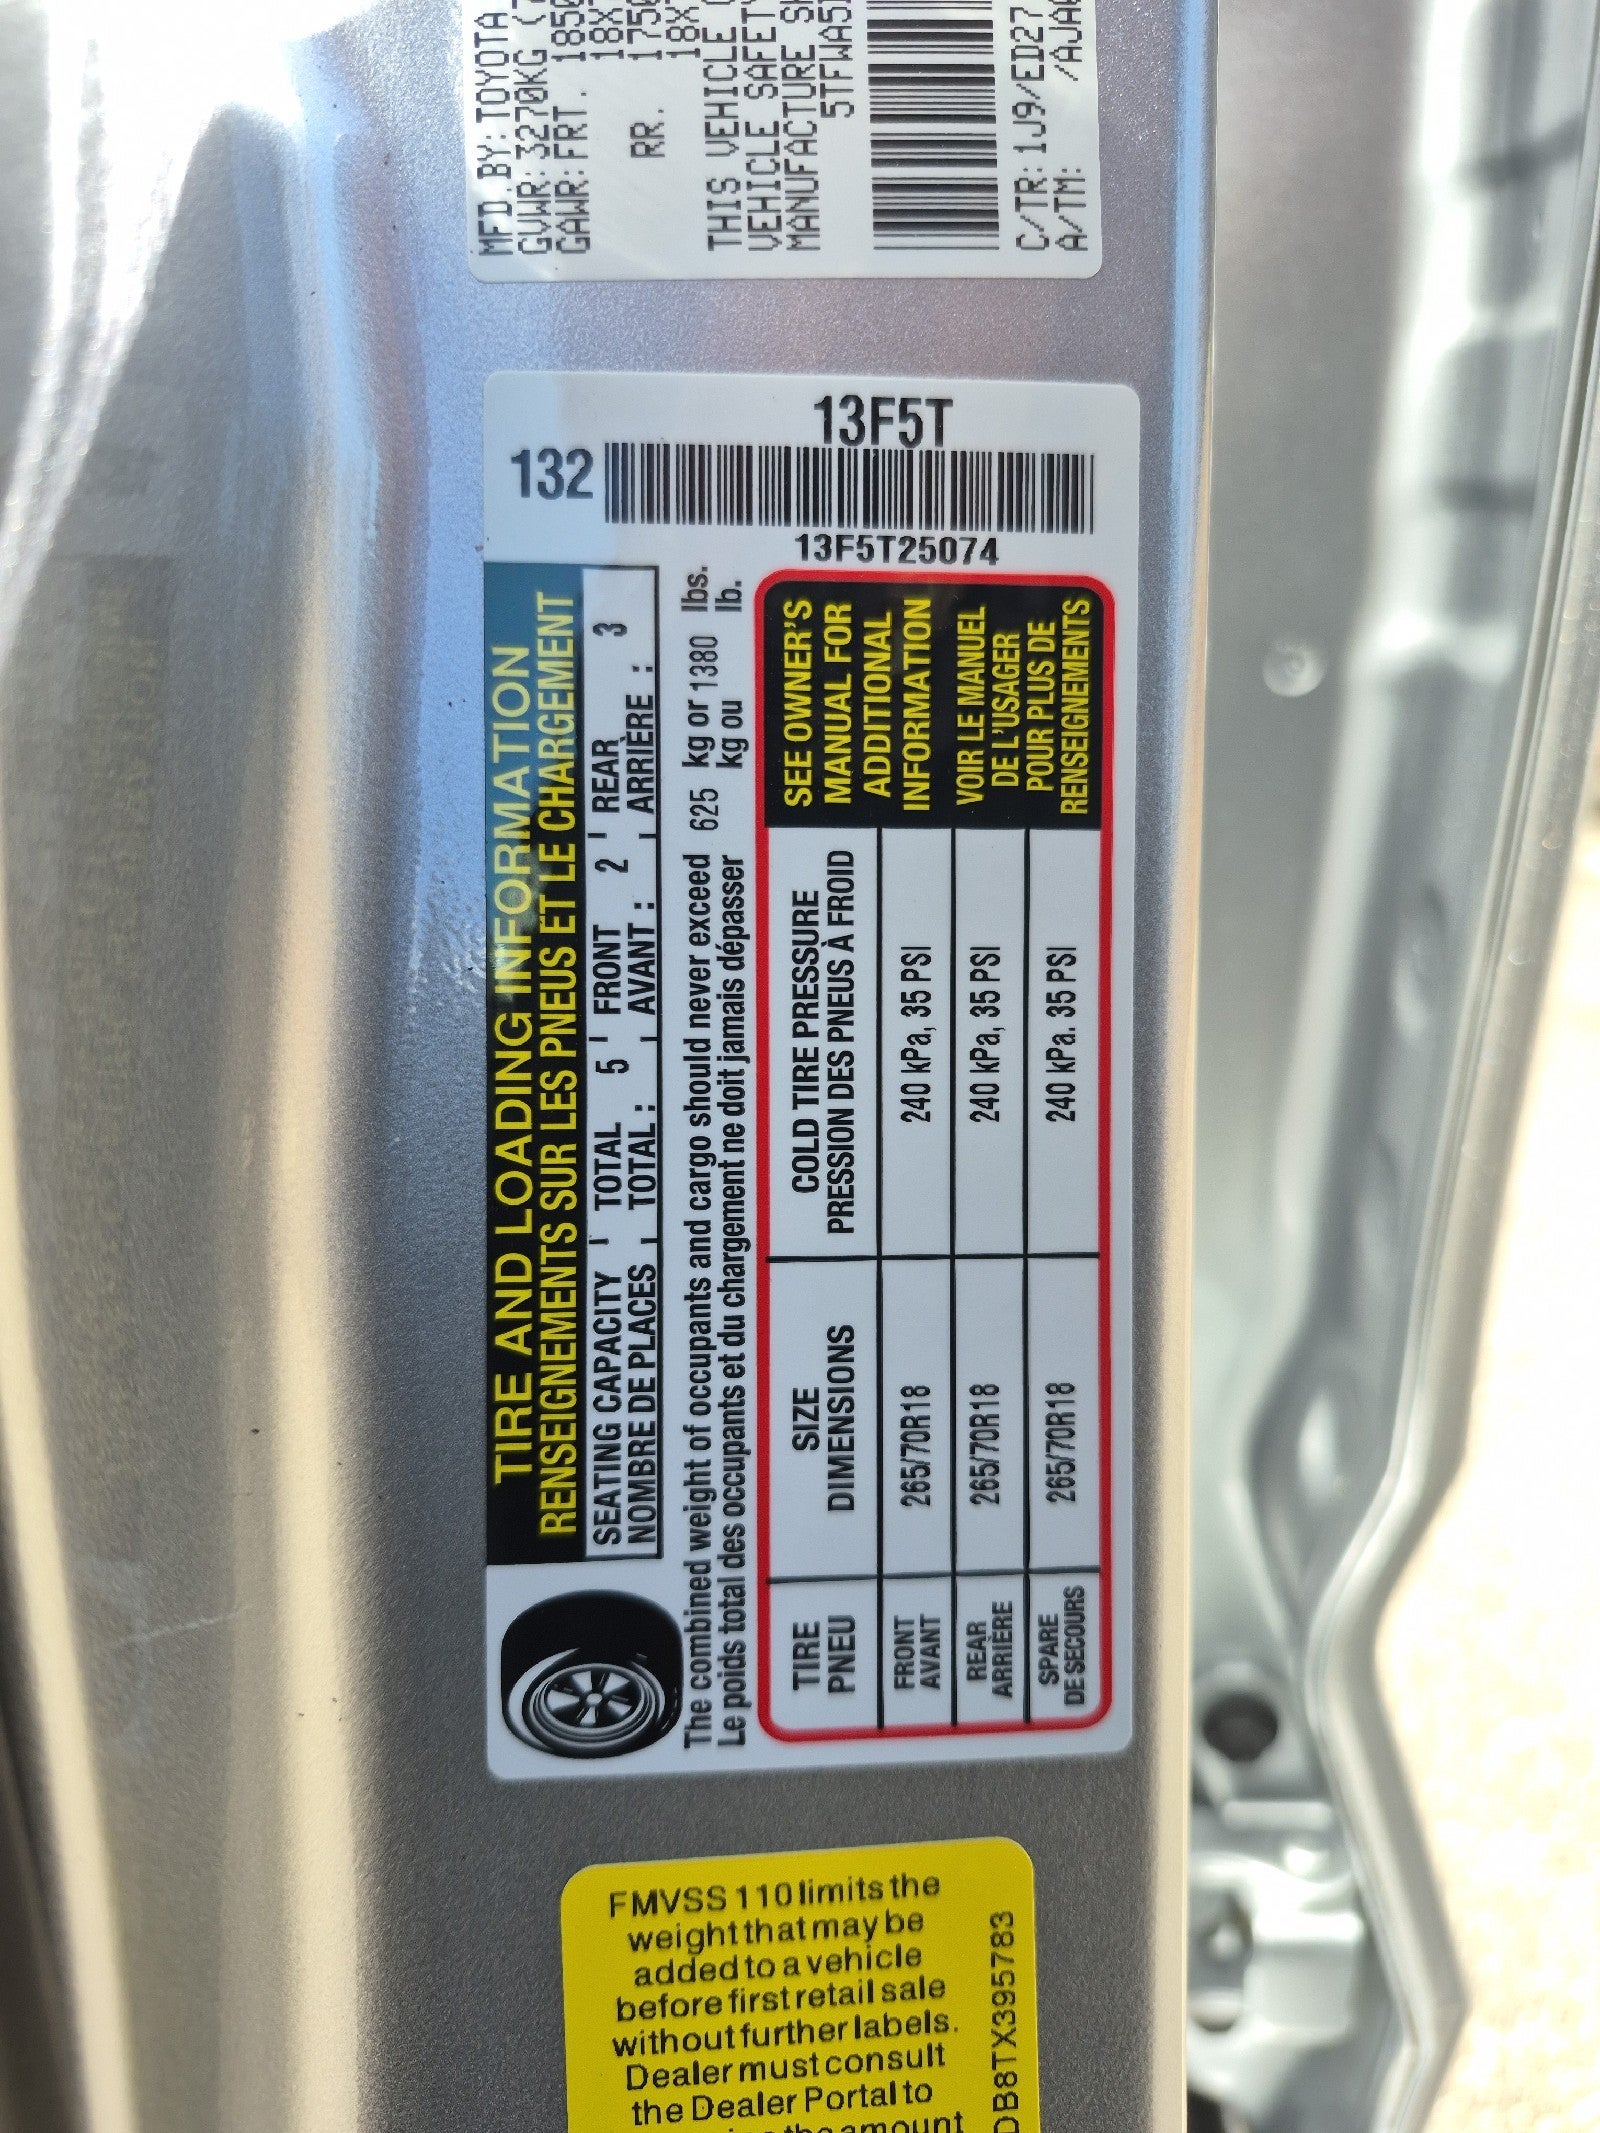 MFD.BY:TOYOTA
GVWR:3270KG
GAWR:FRT.
RR.
THIS VEHICLE
VEHICLE SAFETY
MANUFACTURE
C/TR:1J9/ED27
A/TM:
132 13F5T
13F5T25074
TIRE AND LOADING INFORMATION
RENSEIGNEMENTS SUR LES PNEUS ET LE CHARGEMENT
SEATING CAPACITY TOTAL 5 FRONT 2 REAR 3
NOMBRE DE PLACES TOTAL : AVANT : ARRIÈRE :
The combined weight of occupants and cargo should never exceed 625 kg or 1380 lbs.
Le poids total des occupants et du chargement ne doit jamais dépasser kg ou lb.
TIRE SIZE COLD TIRE PRESSURE
PNEU DIMENSIONS PRESSION DES PNEUS À FROID
FRONT
AVANT 265/70R18 240 kPa, 35 PSI
REAR
ARRIÈRE 265/70R18 240 kPa, 35 PSI
SPARE
DE SECOURS 265/70R18 240 kPa. 35 PSI
SEE OWNER'S
MANUAL FOR
ADDITIONAL
INFORMATION
VOIR LE MANUEL
DE L'USAGER
POUR PLUS DE
RENSEIGNEMENTS
FMVSS 110 limits the
weight that may be
added to a vehicle
before first retail sale
without further labels.
Dealer must consult
the Dealer Portal to
the amount
DB8TX395783